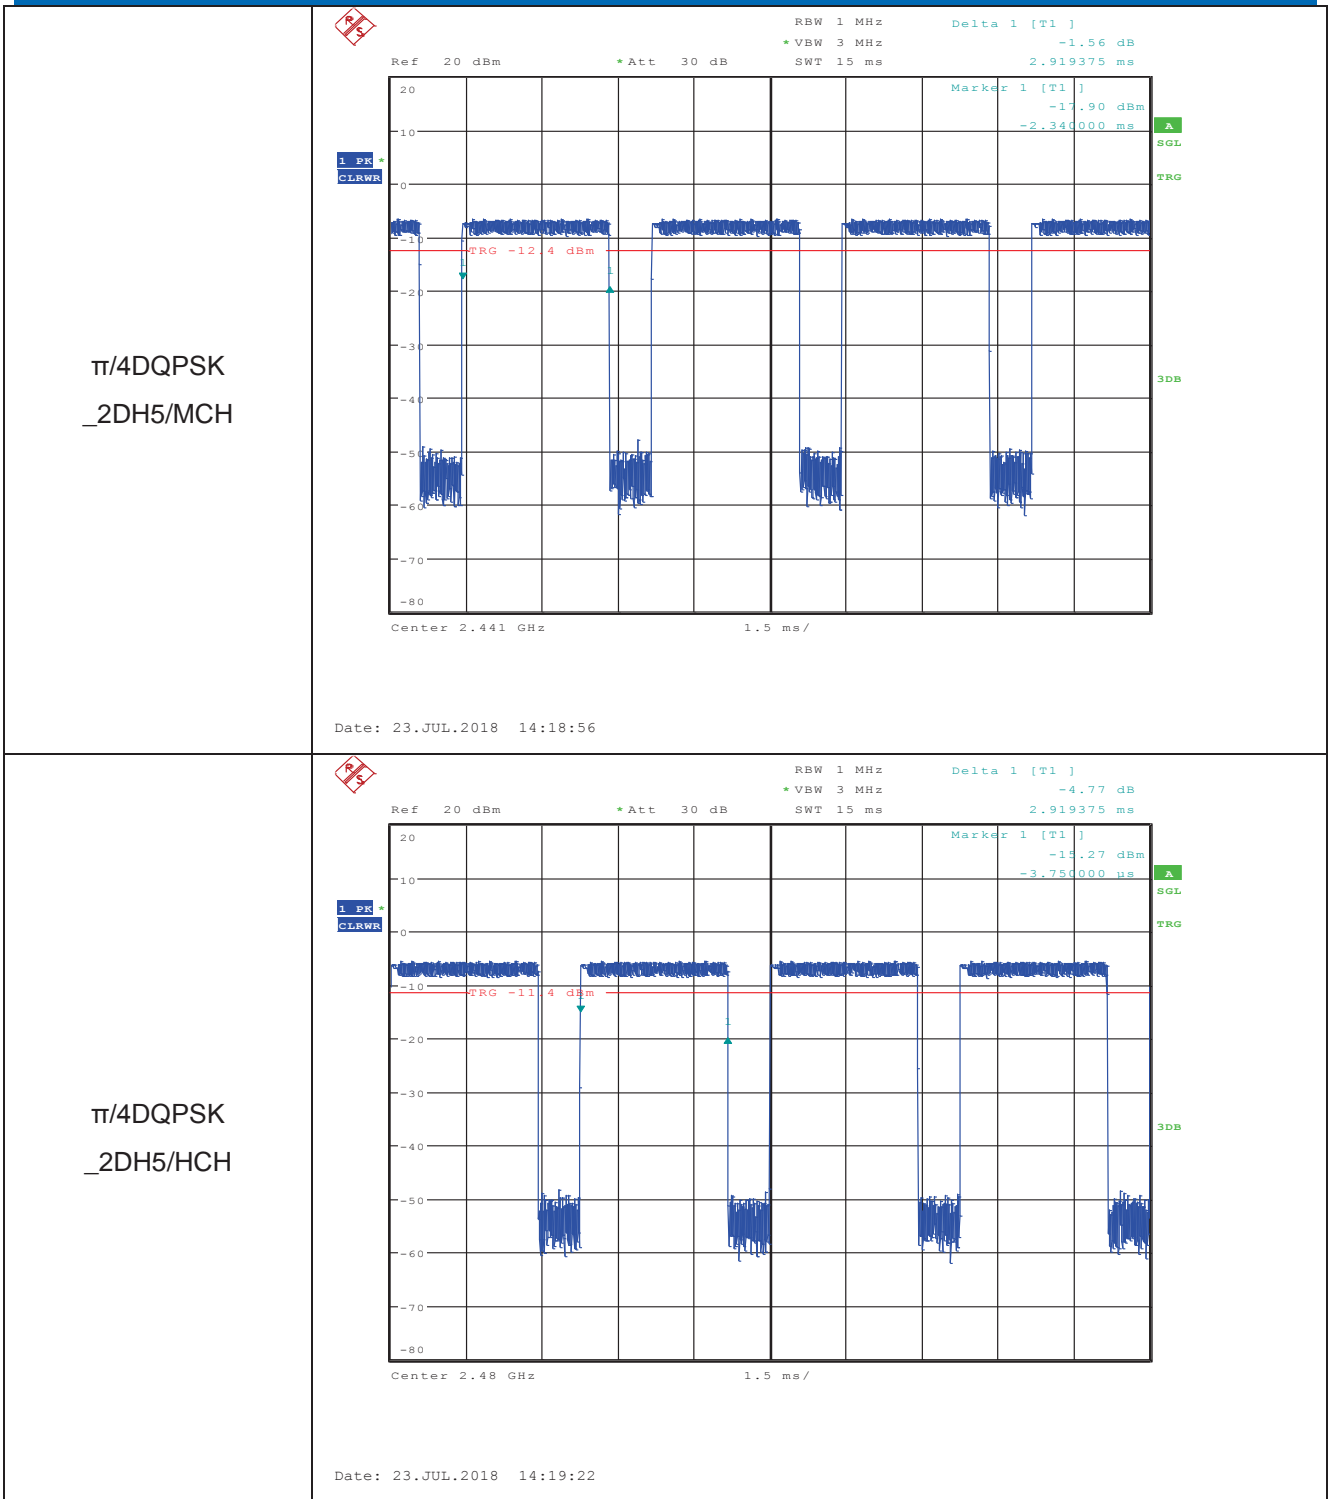 π/4DQPSK
_2DH5/MCH
R S
RBW 1 MHz
Delta 1 [T1 ]
* VBW 3 MHz
-1.56 dB
Ref 20 dBm
* Att 30 dB
SWT 15 ms
2.919375 ms
20
Marker 1 [T1 ]
-17.90 dBm
-2.340000 ms
A
10
SGL
1 PK *
CLRWR
TRG
0
-10
TRG -12.4 dBm
1
1
-20
-30
3DB
-40
-50
-60
-70
-80
Center 2.441 GHz
1.5 ms/
Date: 23.JUL.2018 14:18:56
π/4DQPSK
_2DH5/HCH
R S
RBW 1 MHz
Delta 1 [T1 ]
* VBW 3 MHz
-4.77 dB
Ref 20 dBm
* Att 30 dB
SWT 15 ms
2.919375 ms
20
Marker 1 [T1 ]
-15.27 dBm
-3.750000 µs
A
10
SGL
1 PK *
CLRWR
TRG
0
-10
TRG -11.4 dBm
1
1
-20
-30
3DB
-40
-50
-60
-70
-80
Center 2.48 GHz
1.5 ms/
Date: 23.JUL.2018 14:19:22